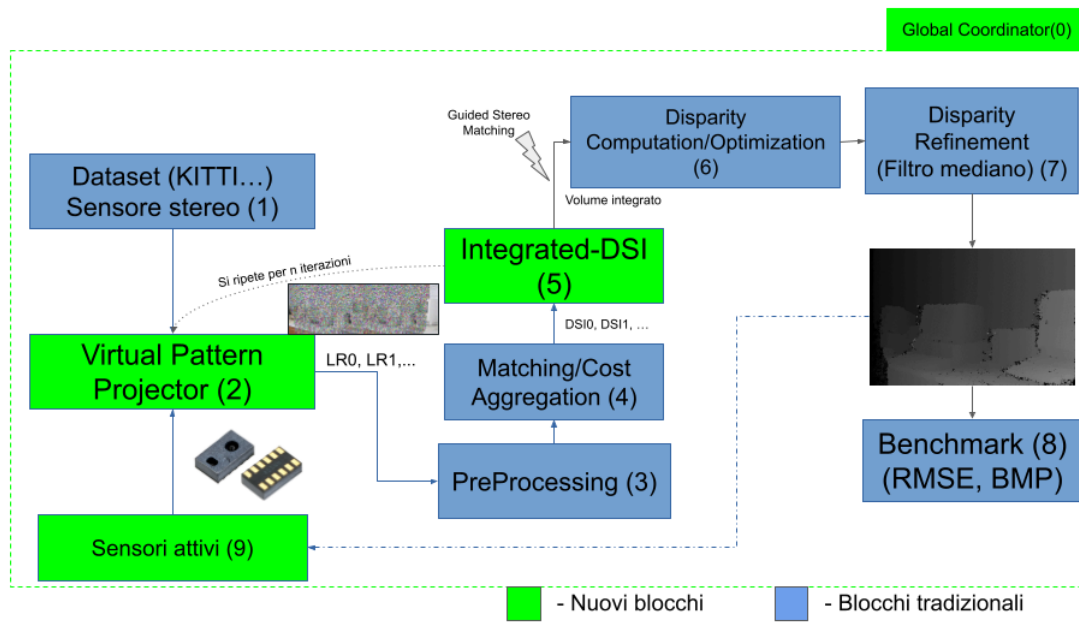 Global Coordinator(0)
Guided Stereo
Matching
Disparity
Computation/Optimization
(6)
Disparity
Refinement
(Filtro mediano) (7)
Dataset (KITTI…)
Sensore stereo (1)
Volume integrato
Integrated-DSI
(5)
Si ripete per n iterazioni
DSI0, DSI1, …
Virtual Pattern
Projector (2)
LR0, LR1,...
Matching/Cost
Aggregation (4)
Benchmark (8)
(RMSE, BMP)
PreProcessing (3)
Sensori attivi (9)
- Nuovi blocchi
- Blocchi tradizionali